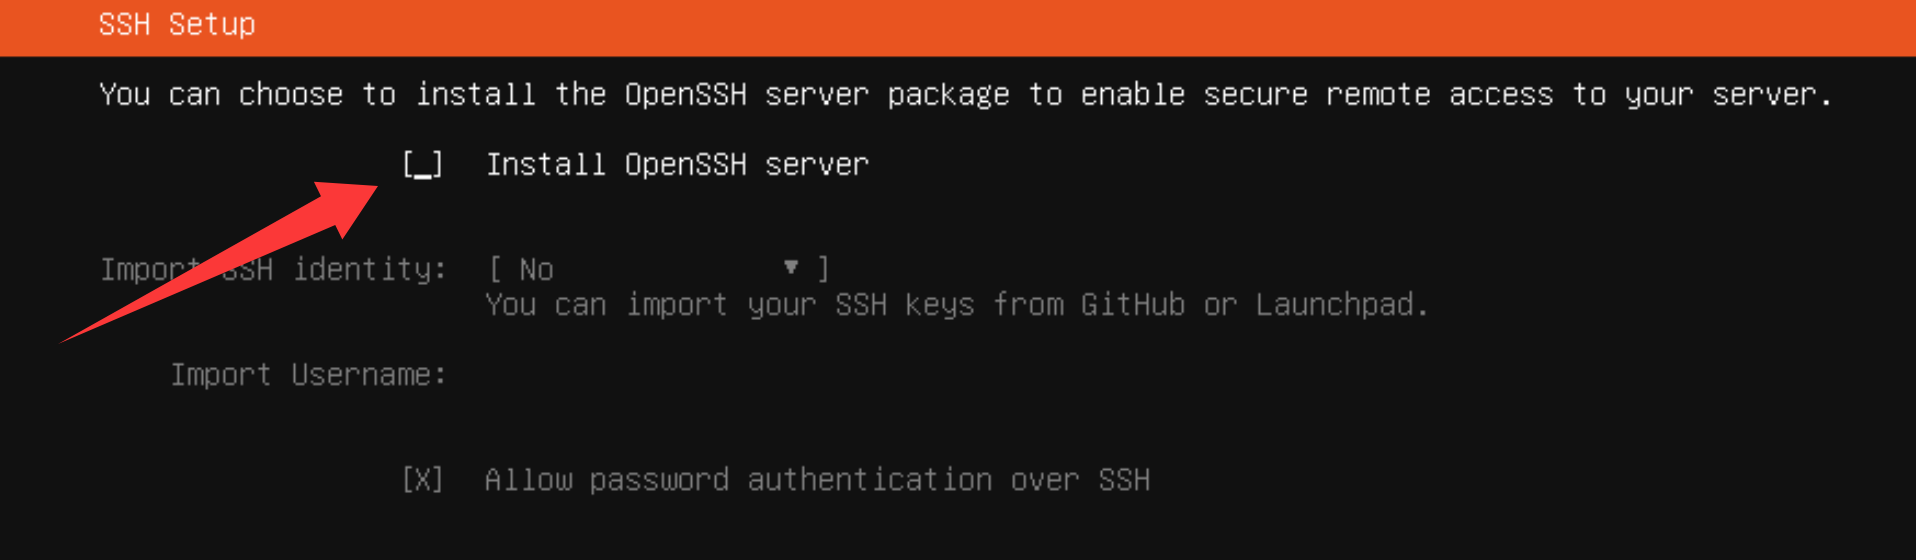 SSH Setup
You can choose to install the OpenSSH server package to enable secure remote access to your server.
[_] Install OpenSSH server
Import SSH identity: [ No ▼ ]
You can import your SSH keys from GitHub or Launchpad.
Import Username:
[X] Allow password authentication over SSH